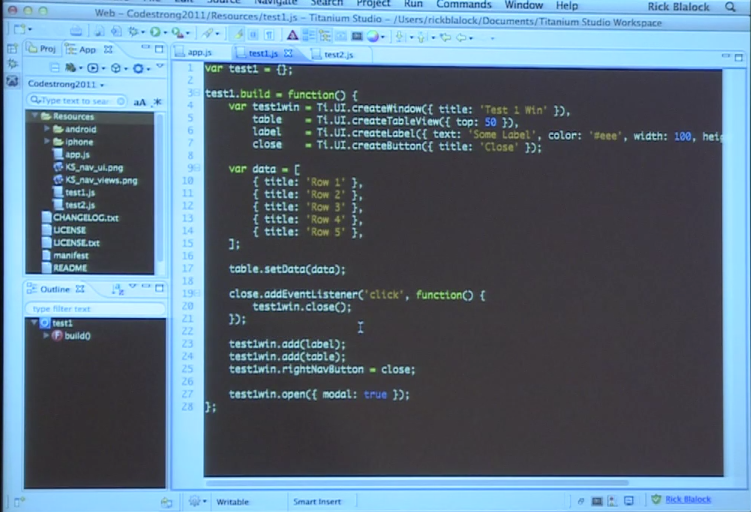 Source Navigate Search Project Run Commands Window Help Rick Blalock
Web - Codestrong2011/Resources/test1.js - Titanium Studio - /Users/rickblalock/Documents/Titanium Studio Workspace
Proj App
app.js test1.js test2.js
Codestrong2011
Type text to sear aA .*
Resources
android
iphone
app.js
KS_nav_ui.png
KS_nav_views.png
test1.js
test2.js
CHANGELOG.txt
LICENSE
LICENSE.txt
manifest
README
Outline
type filter text
test1
build()
1 var test1 = {};
2
3 test1.build = function() {
4 var test1win = Ti.UI.createWindow({ title: 'Test 1 Win' }),
5 table = Ti.UI.createTableView({ top: 50 }),
6 label = Ti.UI.createLabel({ text: 'Some Label', color: '#eee', width: 100, heig
7 close = Ti.UI.createButton({ title: 'Close' });
8
9 var data = [
10 { title: 'Row 1' },
11 { title: 'Row 2' },
12 { title: 'Row 3' },
13 { title: 'Row 4' },
14 { title: 'Row 5' },
15 ];
16
17 table.setData(data);
18
19 close.addEventListener('click', function() {
20 test1win.close();
21 });
22
23 test1win.add(label);
24 test1win.add(table);
25 test1win.rightNavButton = close;
26
27 test1win.open({ modal: true });
28 };
Writable Smart Insert Rick Blalock